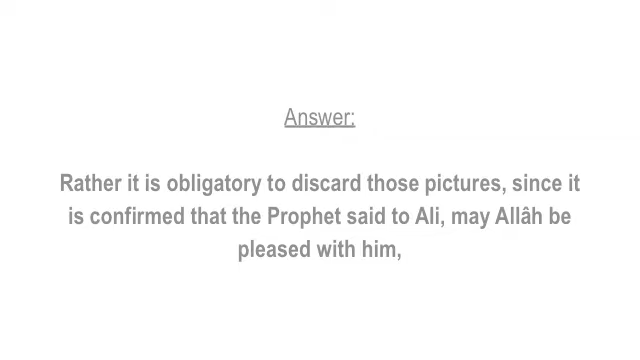 Answer:
Rather it is obligatory to discard those pictures, since it
is confirmed that the Prophet said to Ali, may Allâh be
pleased with him,